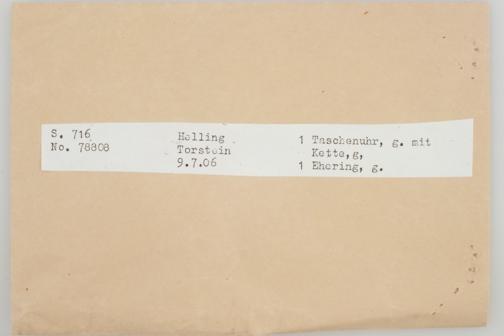 S. 716 Helling 1 Taschenuhr, g. mit
No. 78808 Torstein Kette,g,
9.7.06 1 Ehering, g.